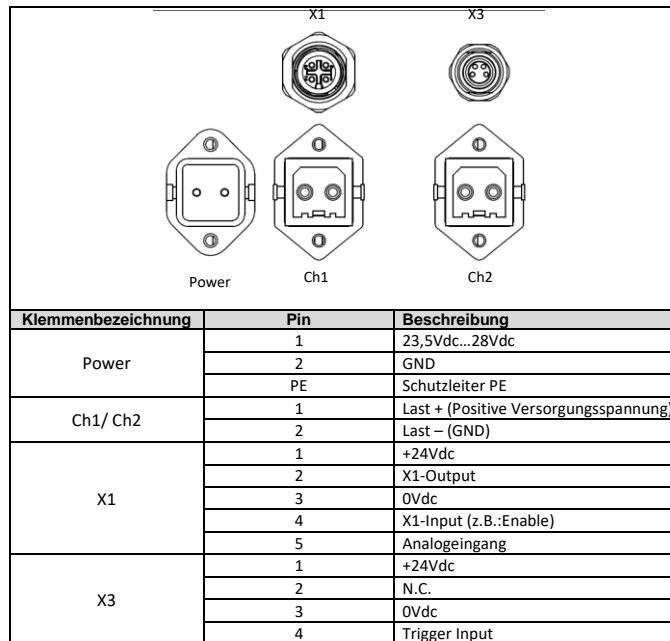 X1 X3
Power Ch1 Ch2
Klemmenbezeichnung Pin Beschreibung
Power 1 23,5Vdc...28Vdc
2 GND
PE Schutzleiter PE
Ch1/ Ch2 1 Last + (Positive Versorgungsspannung)
2 Last – (GND)
X1 1 +24Vdc
2 X1-Output
3 0Vdc
4 X1-Input (z.B.:Enable)
5 Analogeingang
X3 1 +24Vdc
2 N.C.
3 0Vdc
4 Trigger Input